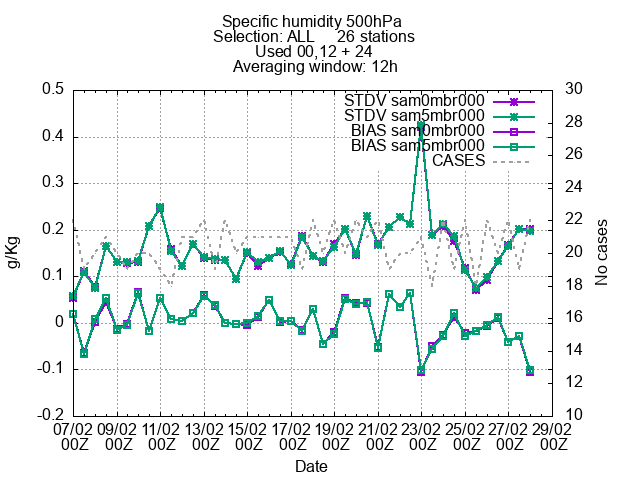 Specific humidity 500hPa
Selection: ALL     26 stations
Used 00,12 + 24
Averaging window: 12h
STDV sam0mbr000
STDV sam5mbr000
BIAS sam0mbr000
BIAS sam5mbr000
CASES
0.5
0.4
0.3
0.2
0.1
0
-0.1
-0.2
g/Kg
30
28
26
24
22
20
18
16
14
12
10
No cases
07/02 09/02 11/02 13/02 15/02 17/02 19/02 21/02 23/02 25/02 27/02 29/02
00Z 00Z 00Z 00Z 00Z 00Z 00Z 00Z 00Z 00Z 00Z 00Z
Date